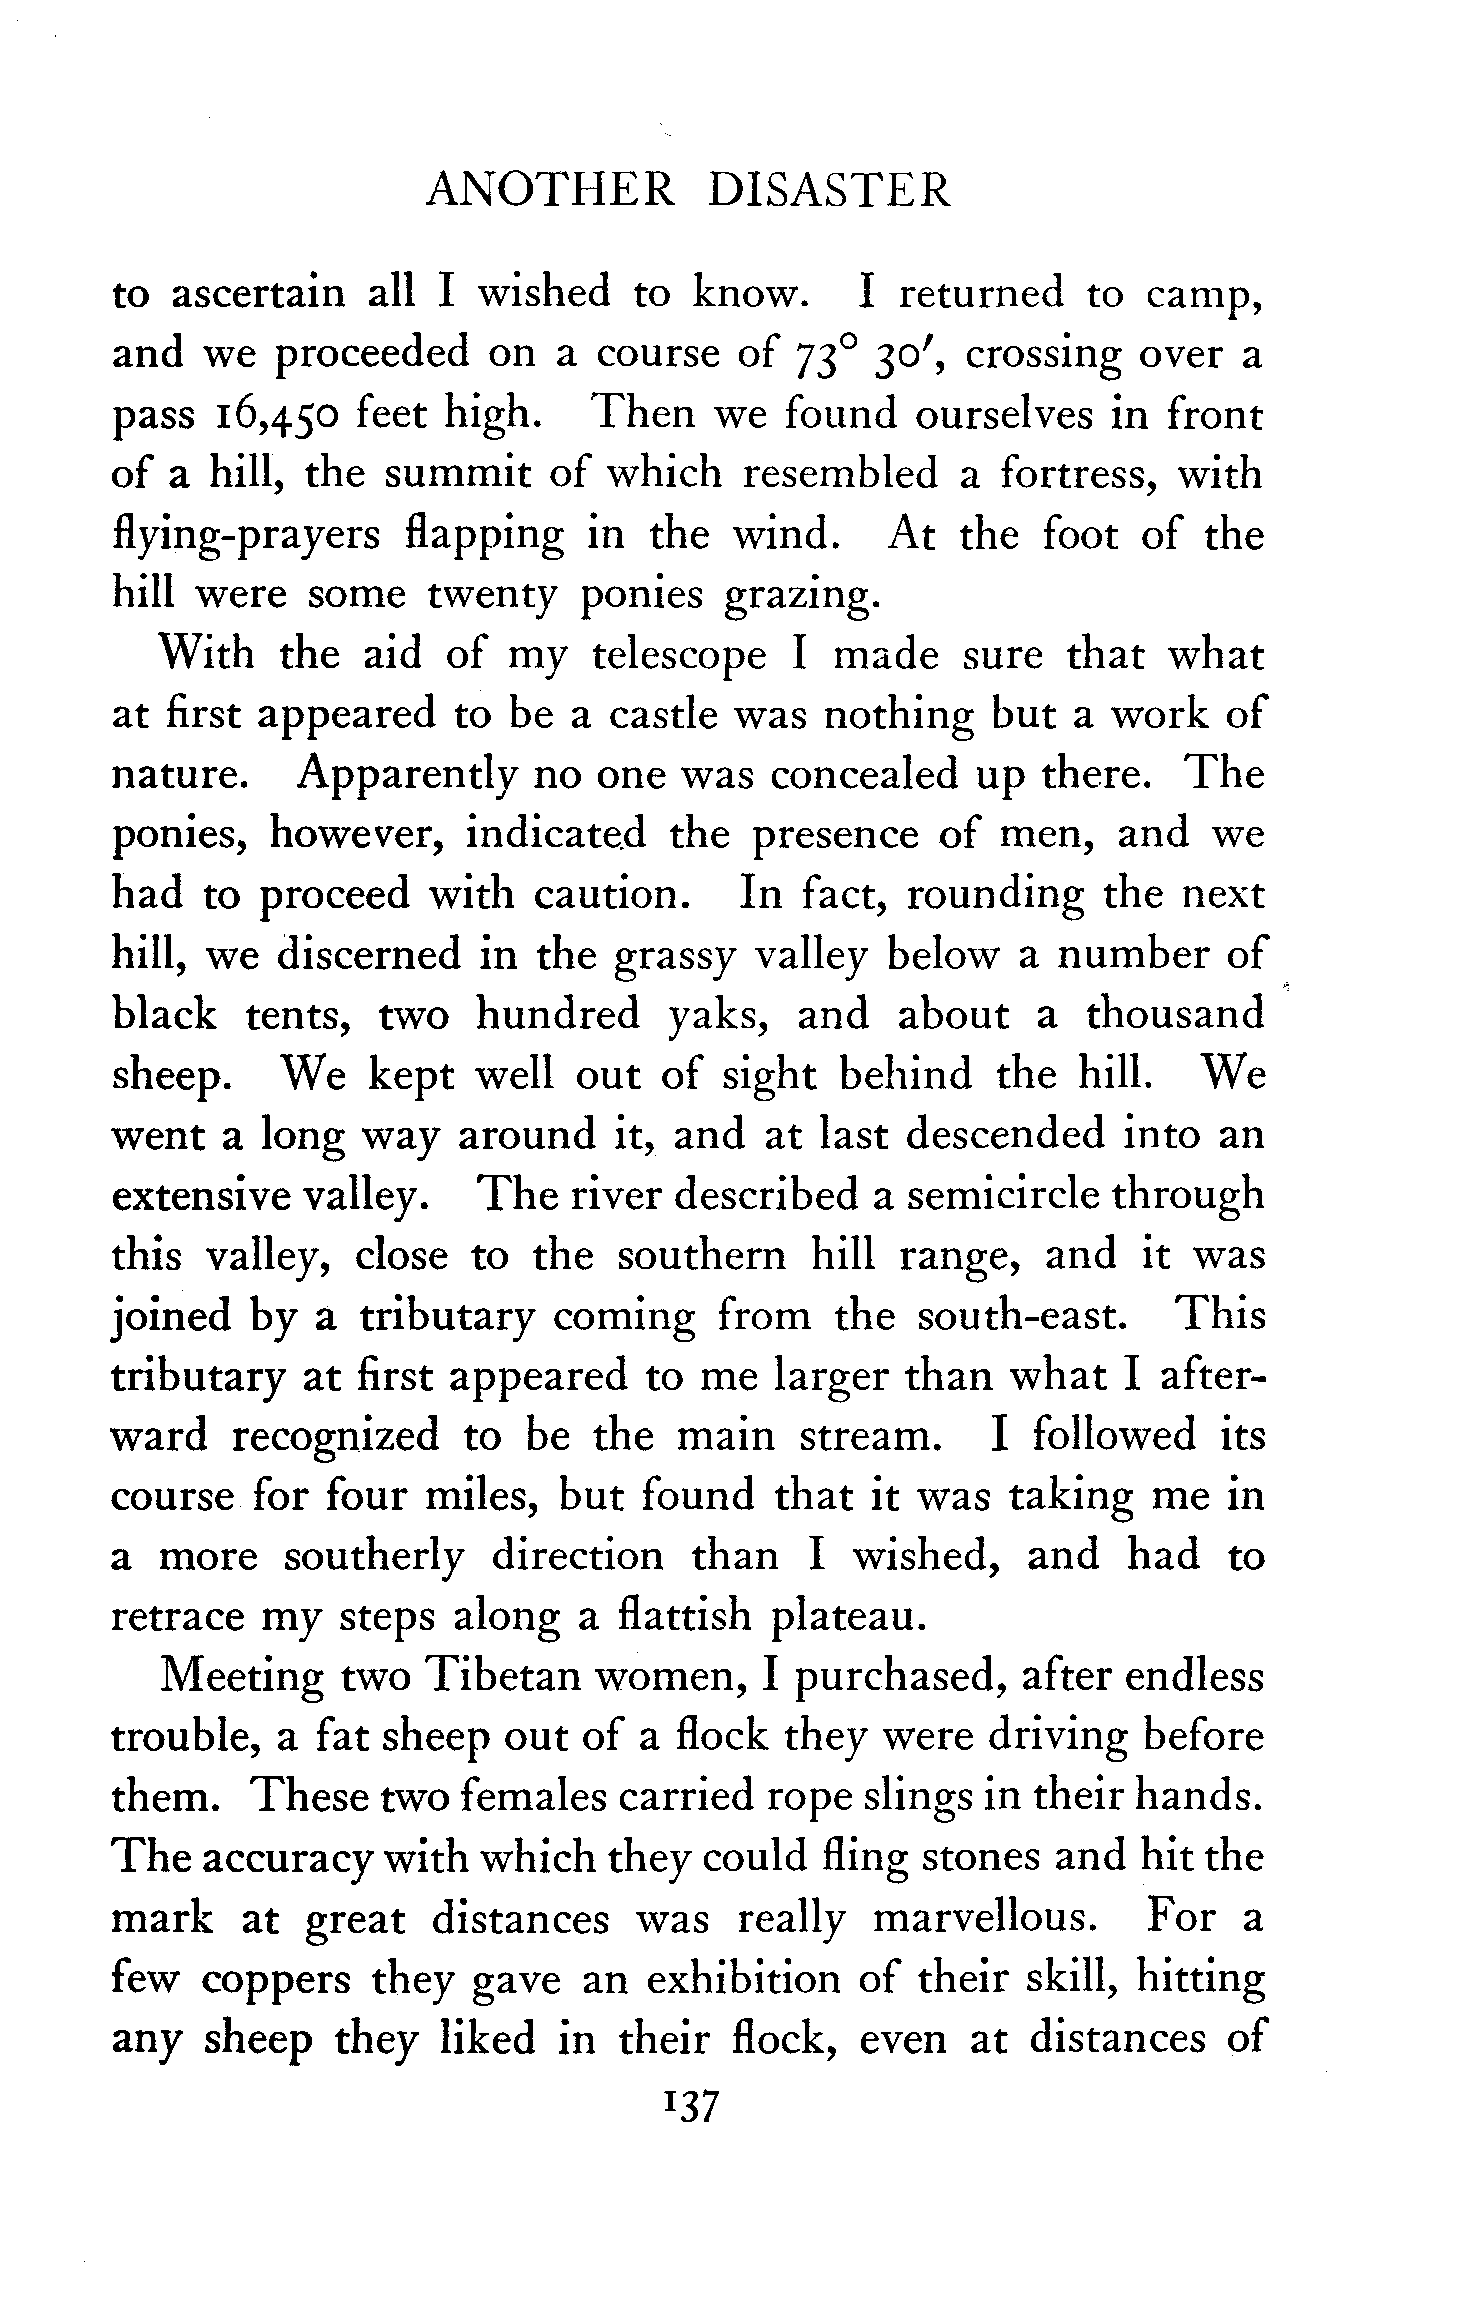 ANOTHER DISASTER
to ascertain all I wished to know. I returned to camp,
and we proceeded on a course of 73° 30′, crossing over a
pass 16,450 feet high. Then we found ourselves in front
of a hill, the summit of which resembled a fortress, with
flying-prayers flapping in the wind. At the foot of the
hill were some twenty ponies grazing.
With the aid of my telescope I made sure that what
at first appeared to be a castle was nothing but a work of
nature. Apparently no one was concealed up there. The
ponies, however, indicated the presence of men, and we
had to proceed with caution. In fact, rounding the next
hill, we discerned in the grassy valley below a number of
black tents, two hundred yaks, and about a thousand
sheep. We kept well out of sight behind the hill. We
went a long way around it, and at last descended into an
extensive valley. The river described a semicircle through
this valley, close to the southern hill range, and it was
joined by a tributary coming from the south-east. This
tributary at first appeared to me larger than what I after-
ward recognized to be the main stream. I followed its
course for four miles, but found that it was taking me in
a more southerly direction than I wished, and had to
retrace my steps along a flattish plateau.
Meeting two Tibetan women, I purchased, after endless
trouble, a fat sheep out of a flock they were driving before
them. These two females carried rope slings in their hands.
The accuracy with which they could fling stones and hit the
mark at great distances was really marvellous. For a
few coppers they gave an exhibition of their skill, hitting
any sheep they liked in their flock, even at distances of
137